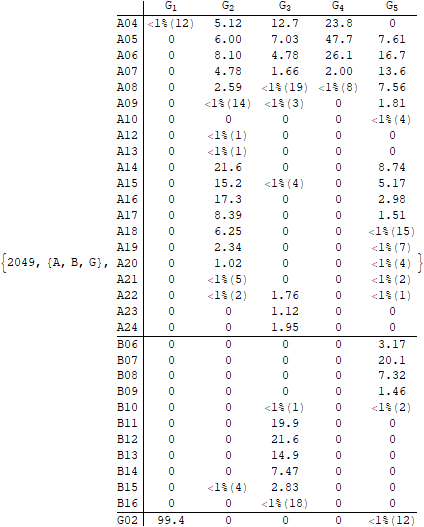 G1 G2 G3 G4 G5
A04 <1%(12) 5.12 12.7 23.8 0
A05 0 6.00 7.03 47.7 7.61
A06 0 8.10 4.78 26.1 16.7
A07 0 4.78 1.66 2.00 13.6
A08 0 2.59 <1%(19) <1%(8) 7.56
A09 0 <1%(14) <1%(3) 0 1.81
A10 0 0 0 0 <1%(4)
A12 0 <1%(1) 0 0 0
A13 0 <1%(1) 0 0 0
A14 0 21.6 0 0 8.74
A15 0 15.2 <1%(4) 0 5.17
A16 0 17.3 0 0 2.98
A17 0 8.39 0 0 1.51
A18 0 6.25 0 0 <1%(15)
A19 0 2.34 0 0 <1%(7)
{2049, {A, B, G}, A20 0 1.02 0 0 <1%(4) }
A21 0 <1%(5) 0 0 <1%(2)
A22 0 <1%(2) 1.76 0 <1%(1)
A23 0 0 1.12 0 0
A24 0 0 1.95 0 0
B06 0 0 0 0 3.17
B07 0 0 0 0 20.1
B08 0 0 0 0 7.32
B09 0 0 0 0 1.46
B10 0 0 <1%(1) 0 <1%(2)
B11 0 0 19.9 0 0
B12 0 0 21.6 0 0
B13 0 0 14.9 0 0
B14 0 0 7.47 0 0
B15 0 <1%(4) 2.83 0 0
B16 0 0 <1%(18) 0 0
G02 99.4 0 0 0 <1%(12)